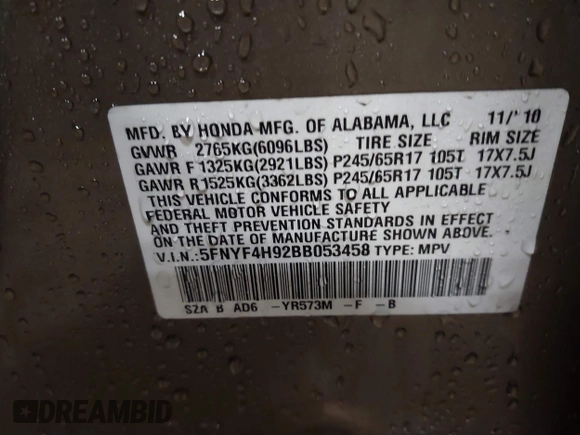 MFD. BY HONDA MFG. OF ALABAMA, LLC 11/'10
GVWR 2765KG(6096LBS) TIRE SIZE RIM SIZE
GAWR F 1325KG(2921LBS) P245/65R17 105T 17X7.5J
GAWR R 1525KG(3362LBS) P245/65R17 105T 17X7.5J
THIS VEHICLE CONFORMS TO ALL APPLICABLE
FEDERAL MOTOR VEHICLE SAFETY
AND THEFT PREVENTION STANDARDS IN EFFECT
ON THE DATE OF MANUFACTURE SHOWN ABOVE.
V.I.N.:5FNYF4H92BB053458 TYPE: MPV
SZA B AD6 -YR573M -F -B
DREAMBID